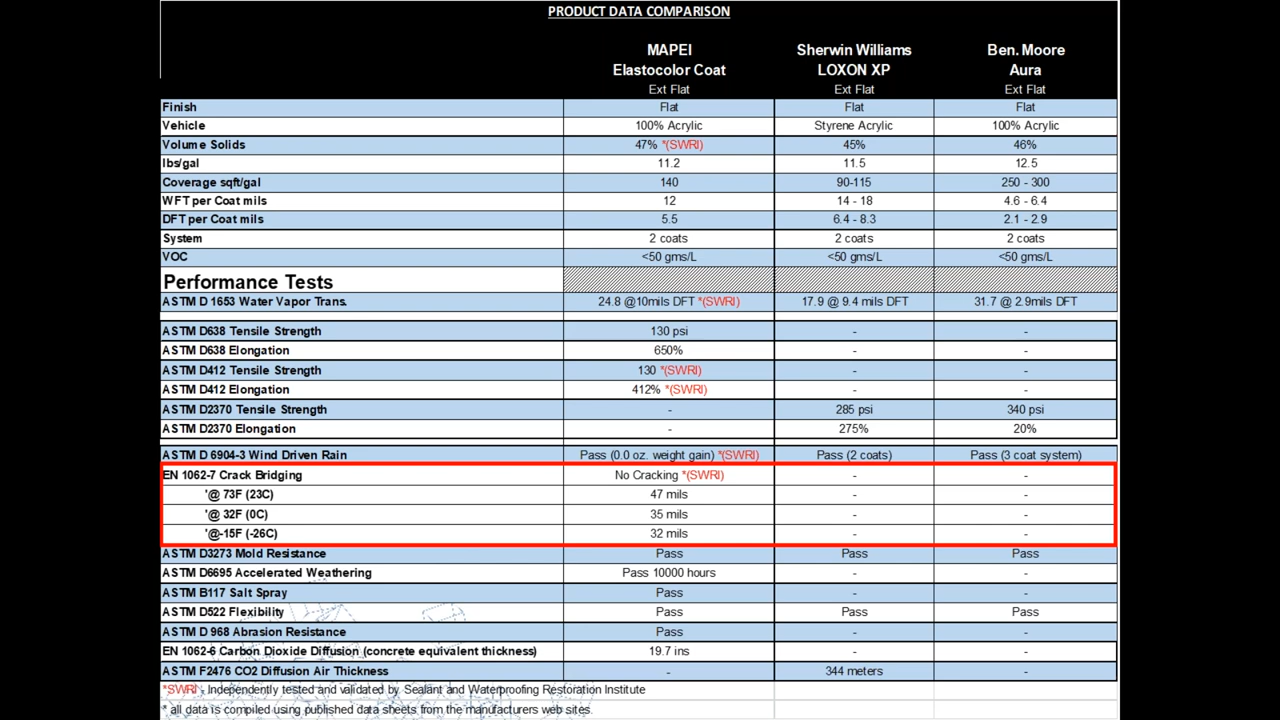 PRODUCT DATA COMPARISON
MAPEI Sherwin Williams Ben. Moore
Elastocolor Coat LOXON XP Aura
Ext Flat Ext Flat Ext Flat
Finish Flat Flat Flat
Vehicle 100% Acrylic Styrene Acrylic 100% Acrylic
Volume Solids 47% *(SWRI) 45% 46%
lbs/gal 11.2 11.5 12.5
Coverage sqft/gal 140 90-115 250 - 300
WFT per Coat mils 12 14 - 18 4.6 - 6.4
DFT per Coat mils 5.5 6.4 - 8.3 2.1 - 2.9
System 2 coats 2 coats 2 coats
VOC <50 gms/L <50 gms/L <50 gms/L
Performance Tests
ASTM D 1653 Water Vapor Trans. 24.8 @10mils DFT *(SWRI) 17.9 @ 9.4 mils DFT 31.7 @ 2.9mils DFT
ASTM D638 Tensile Strength 130 psi - -
ASTM D638 Elongation 650% - -
ASTM D412 Tensile Strength 130 *(SWRI) - -
ASTM D412 Elongation 412% *(SWRI) - -
ASTM D2370 Tensile Strength - 285 psi 340 psi
ASTM D2370 Elongation - 275% 20%
ASTM D 6904-3 Wind Driven Rain Pass (0.0 oz. weight gain) *(SWRI) Pass (2 coats) Pass (3 coat system)
EN 1062-7 Crack Bridging No Cracking *(SWRI) - -
'@ 73F (23C) 47 mils - -
'@ 32F (0C) 35 mils - -
'@-15F (-26C) 32 mils - -
ASTM D3273 Mold Resistance Pass Pass Pass
ASTM D6695 Accelerated Weathering Pass 10000 hours - -
ASTM B117 Salt Spray Pass - -
ASTM D522 Flexibility Pass Pass Pass
ASTM D 968 Abrasion Resistance Pass - -
EN 1062-6 Carbon Dioxide Diffusion (concrete equivalent thickness) 19.7 ins - -
ASTM F2476 CO2 Diffusion Air Thickness - 344 meters -
*SWRI - Independently tested and validated by Sealant and Waterproofing Restoration Institute
* all data is compiled using published data sheets from the manufacturers web sites.